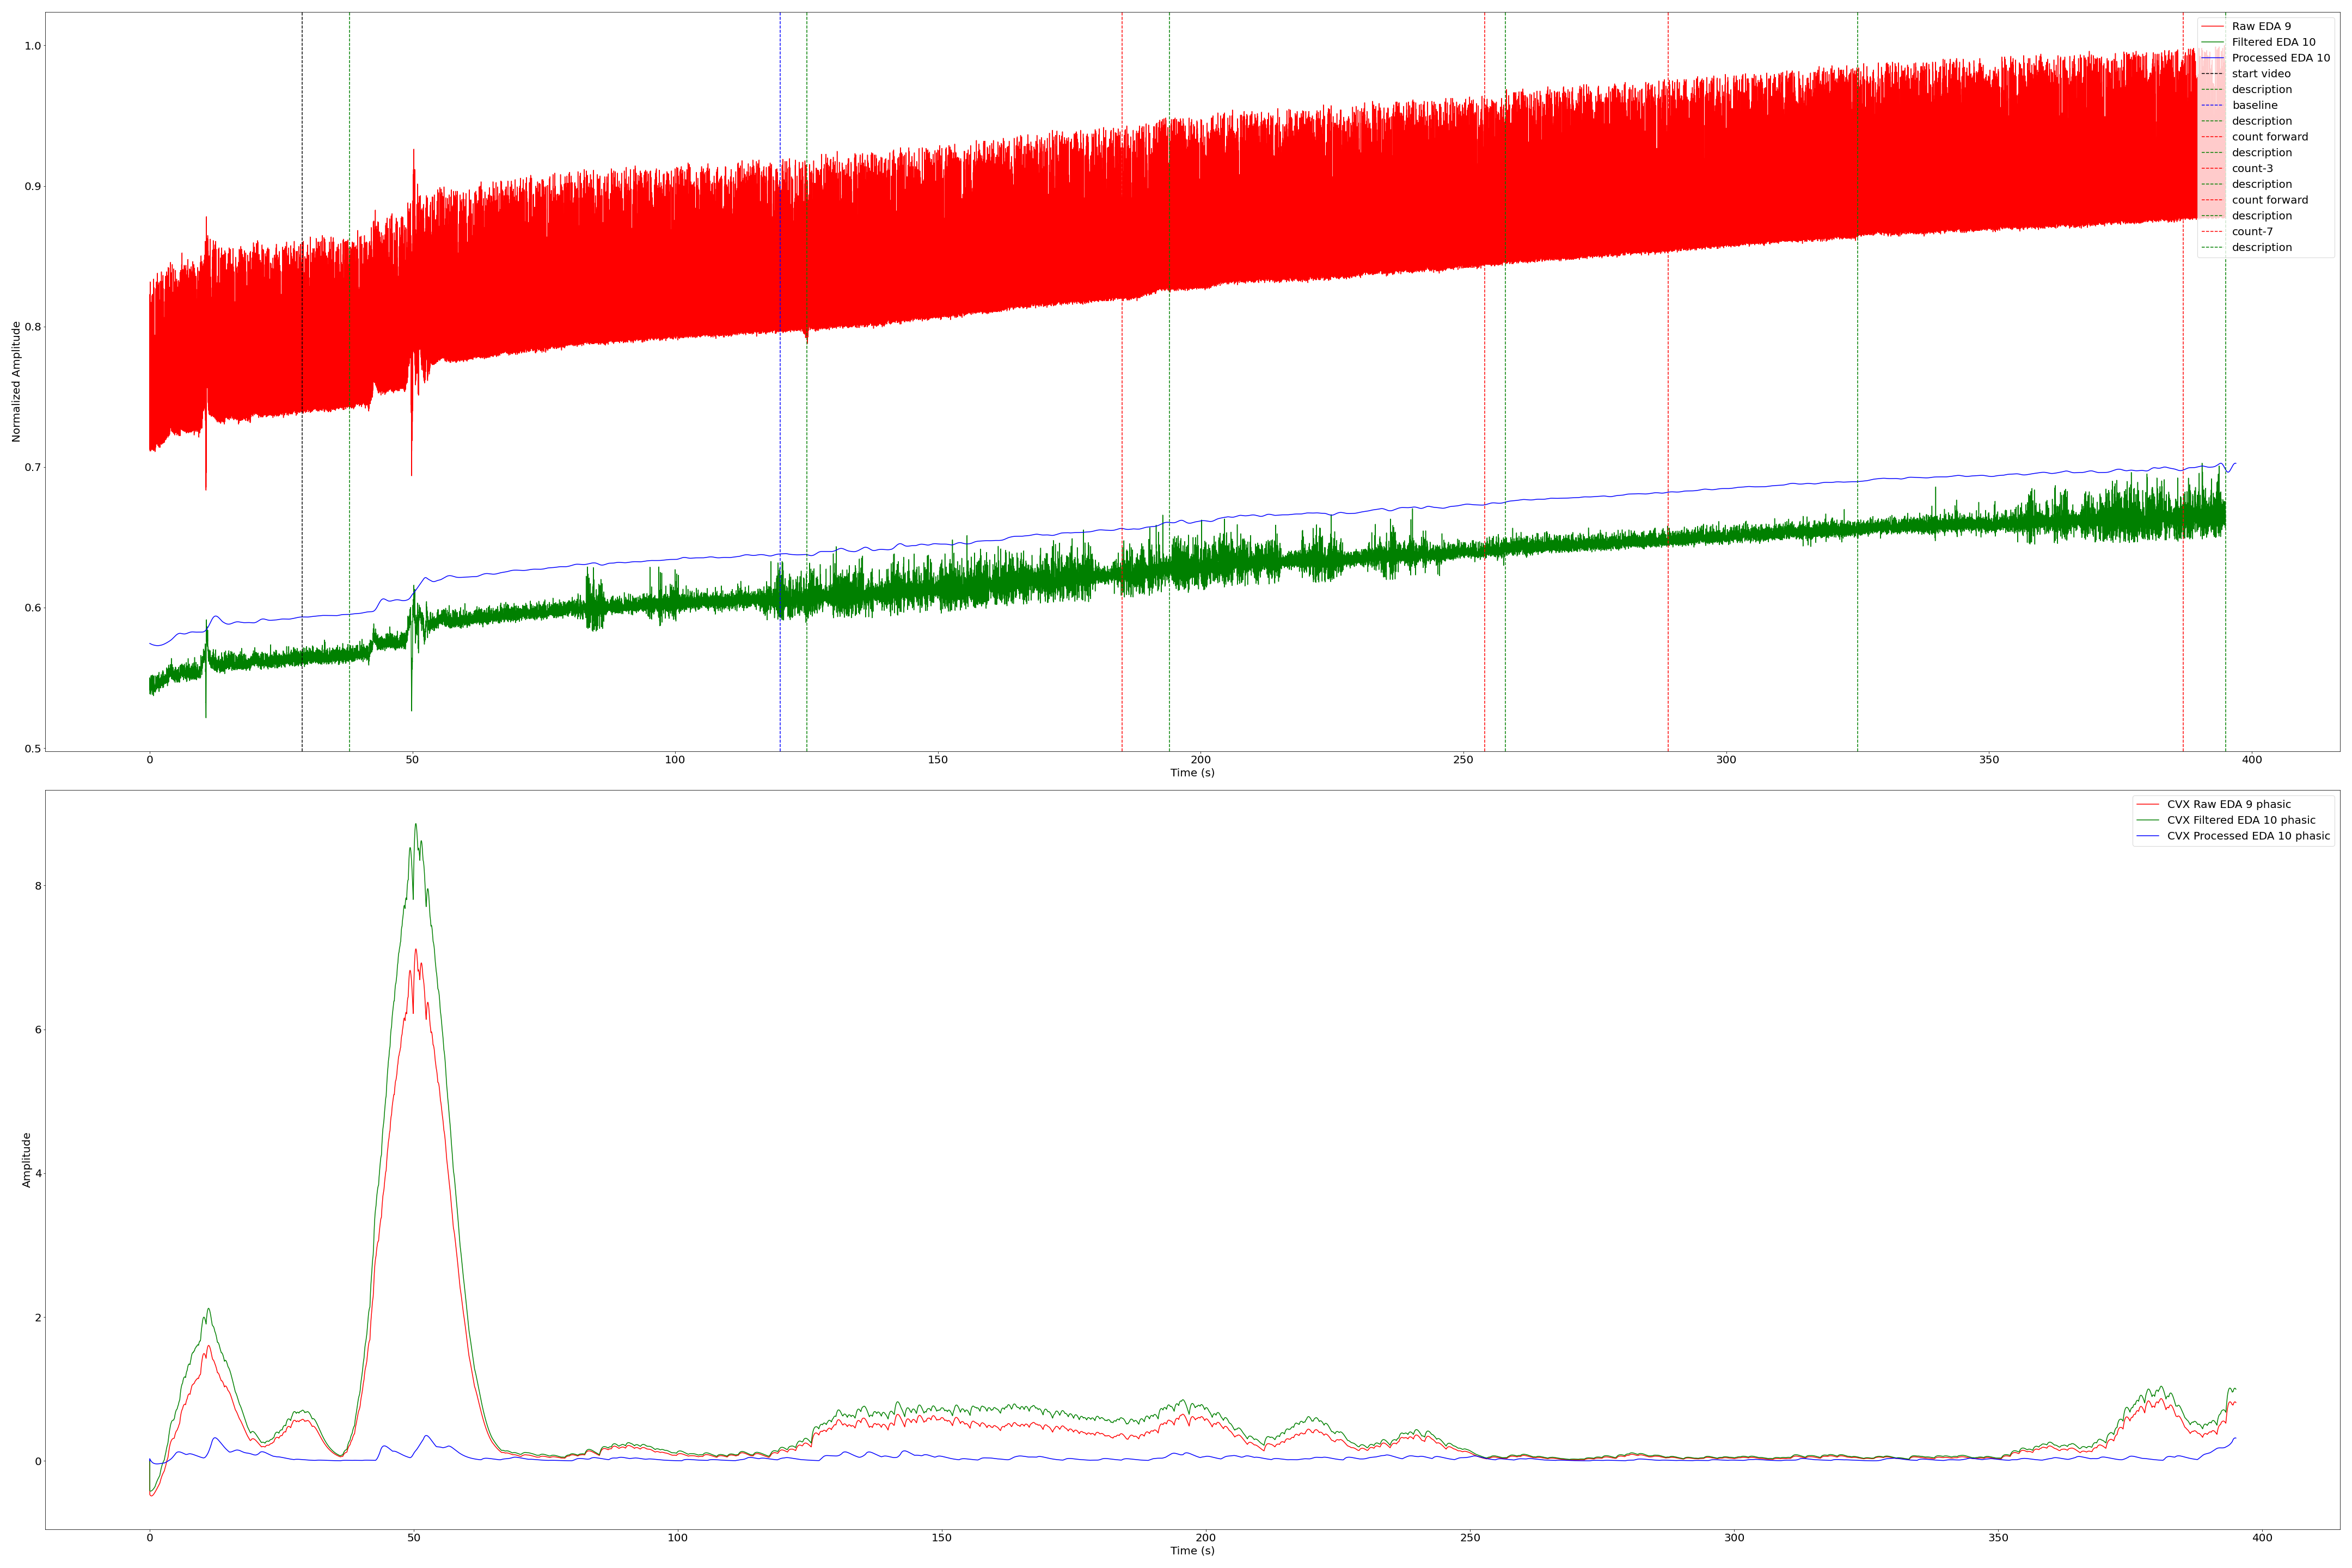 1.0
0.9
0.8
0.7
0.6
0.5
Normalized Amplitude
0 50 100 150 200 250 300 350 400
Time (s)
Raw EDA 9
Filtered EDA 10
Processed EDA 10
start video
description
baseline
description
count forward
description
count-3
description
count forward
description
count-7
description
8
6
4
2
0
Amplitude
0 50 100 150 200 250 300 350 400
Time (s)
CVX Raw EDA 9 phasic
CVX Filtered EDA 10 phasic
CVX Processed EDA 10 phasic